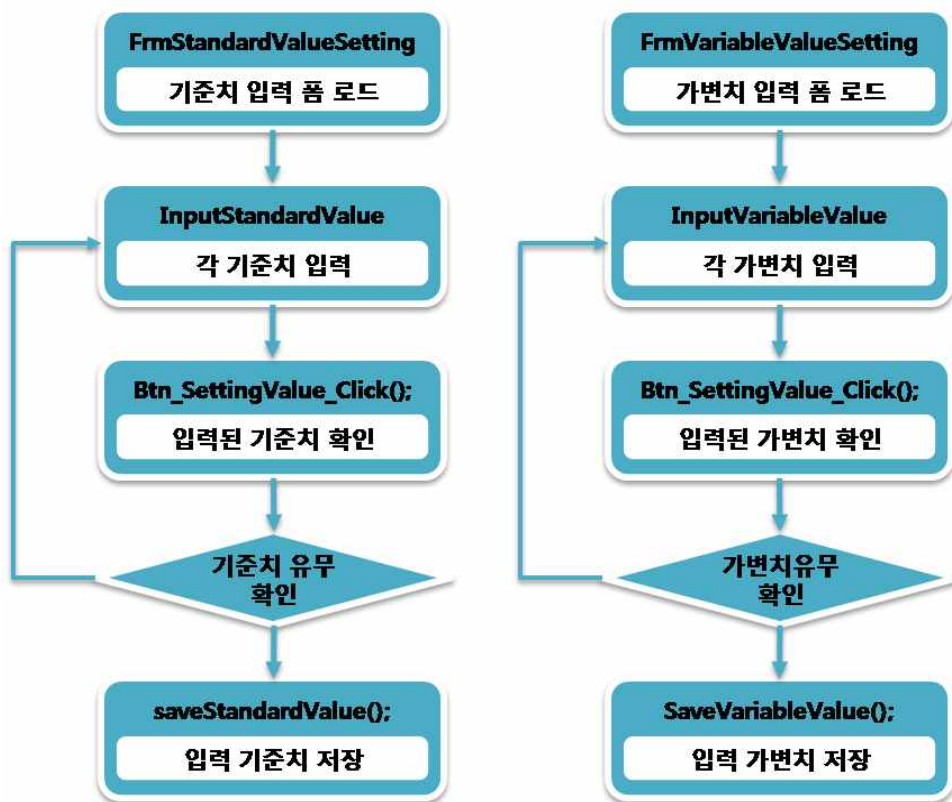 FrmStandardValueSetting
기준치 입력 폼 로드
InputStandardValue
각 기준치 입력
Btn_SettingValue_Click();
입력된 기준치 확인
기준치 유무
확인
saveStandardValue();
입력 기준치 저장
FrmVariableValueSetting
가변치 입력 폼 로드
InputVariableValue
각 가변치 입력
Btn_SettingValue_Click();
입력된 가변치 확인
가변치유무
확인
SaveVariableValue();
입력 가변치 저장